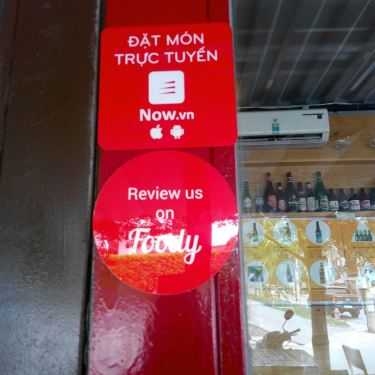 ĐẶT MÓN
TRỰC TUYẾN
Now.vn
Review us
on
Foody